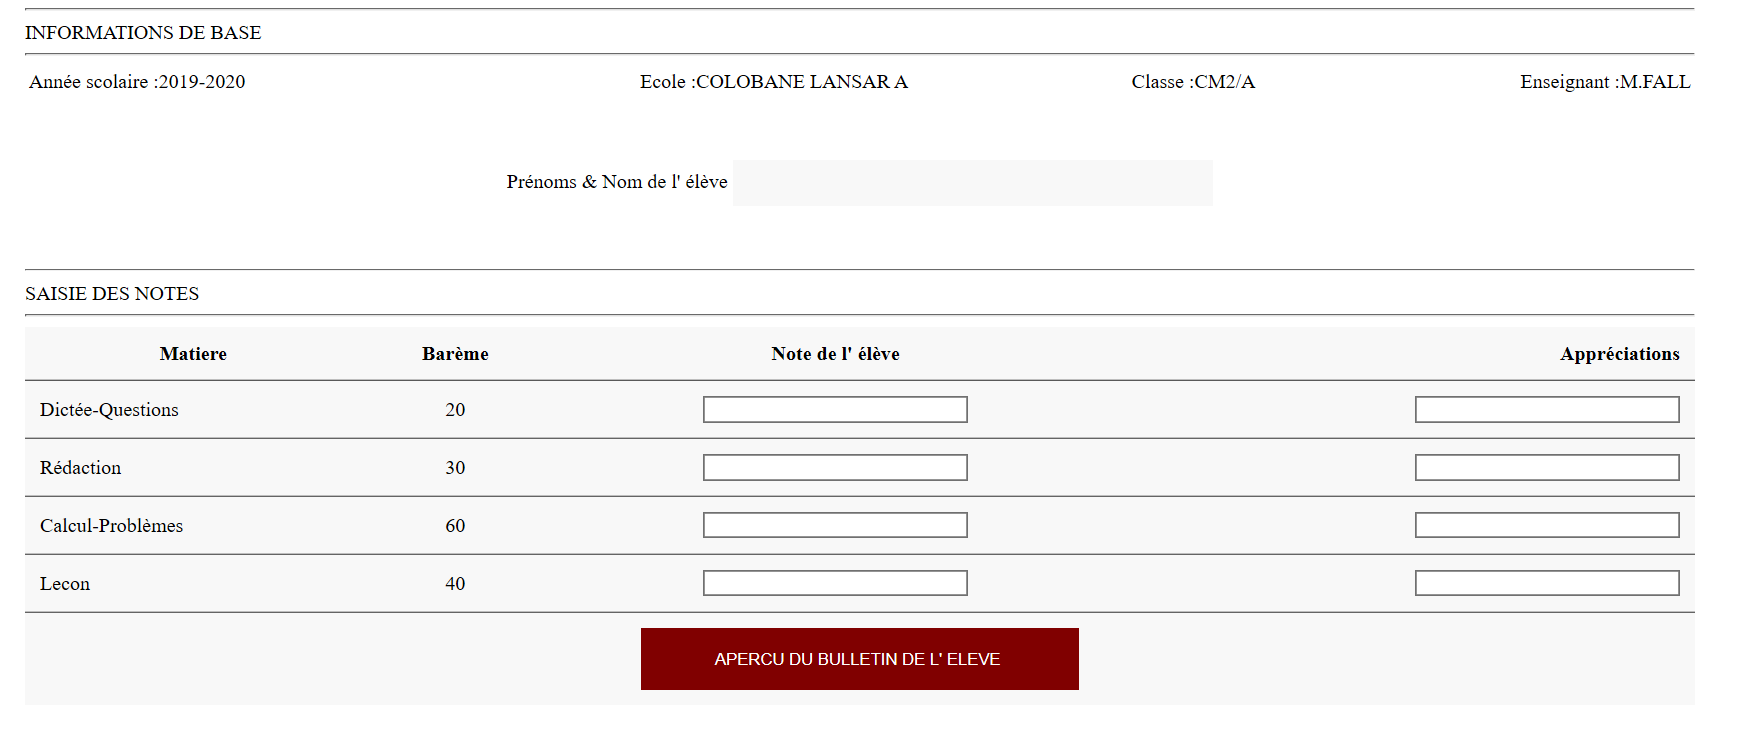 INFORMATIONS DE BASE
Année scolaire :2019-2020 Ecole :COLOBANE LANSAR A Classe :CM2/A Enseignant :M.FALL
Prénoms & Nom de l' élève
SAISIE DES NOTES
Matiere Barème Note de l' élève Appréciations
Dictée-Questions 20
Rédaction 30
Calcul-Problèmes 60
Lecon 40
APERCU DU BULLETIN DE L' ELEVE